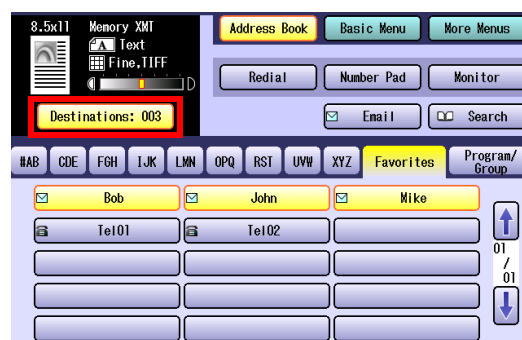 8.5x11 Memory XMT
A Text
Fine,TIFF
D
Destinations: 003
Address Book Basic Menu More Menus
Redial Number Pad Monitor
Email Search
#AB CDE FGH IJK LMN OPQ RST UVW XYZ Favorites Program/
Group
Bob John Mike
Tel01 Tel02
01
/
01